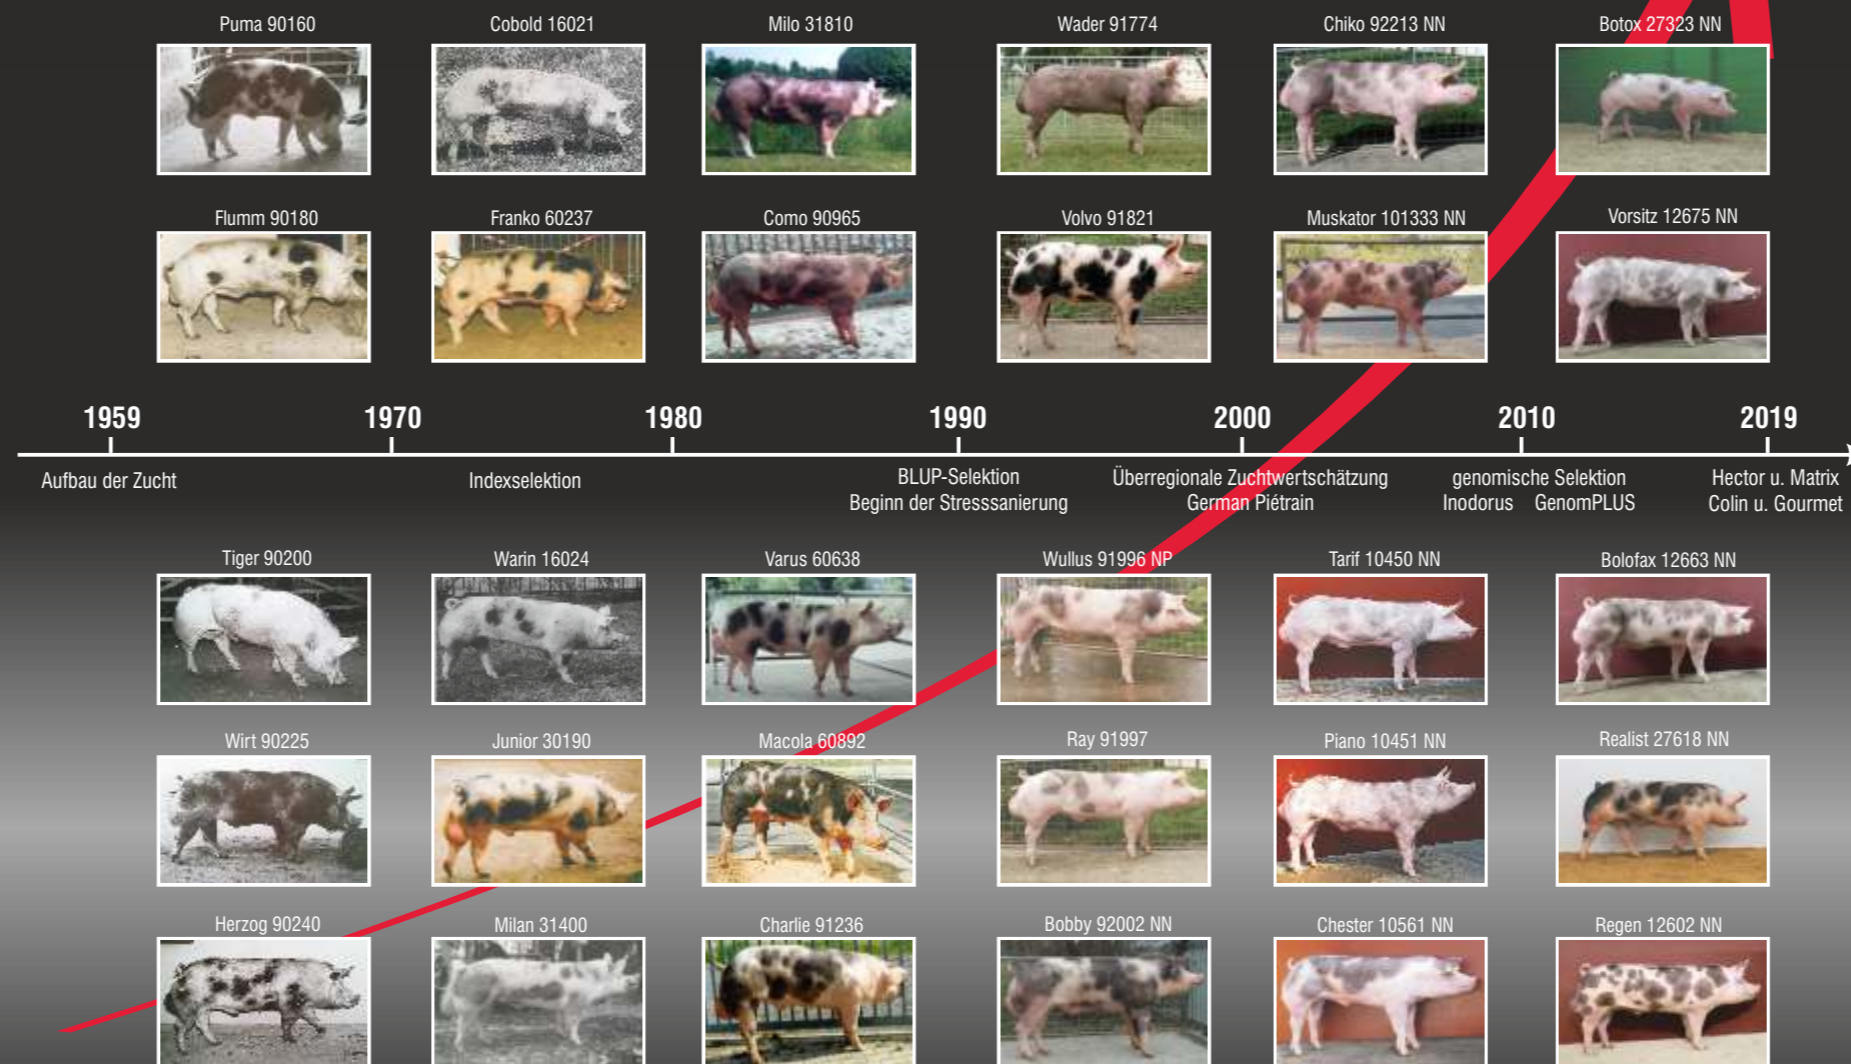 Puma 90160
Cobold 16021
Milo 31810
Wader 91774
Chiko 92213 NN
Botox 27323 NN
Flumm 90180
Franko 60237
Como 90965
Volvo 91821
Muskator 101333 NN
Vorsitz 12675 NN
1959
1970
1980
1990
2000
2010
2019
Aufbau der Zucht
Indexselektion
BLUP-Selektion
Beginn der Stresssanierung
Überregionale Zuchtwertschätzung
German Piétrain
genomische Selektion
Inodorus GenomPLUS
Hector u. Matrix
Colin u. Gourmet
Tiger 90200
Warin 16024
Varus 60638
Wullus 91996 NP
Tarif 10450 NN
Bolofax 12663 NN
Wirt 90225
Junior 30190
Macola 60892
Ray 91997
Piano 10451 NN
Realist 27618 NN
Herzog 90240
Milan 31400
Charlie 91236
Bobby 92002 NN
Chester 10561 NN
Regen 12602 NN